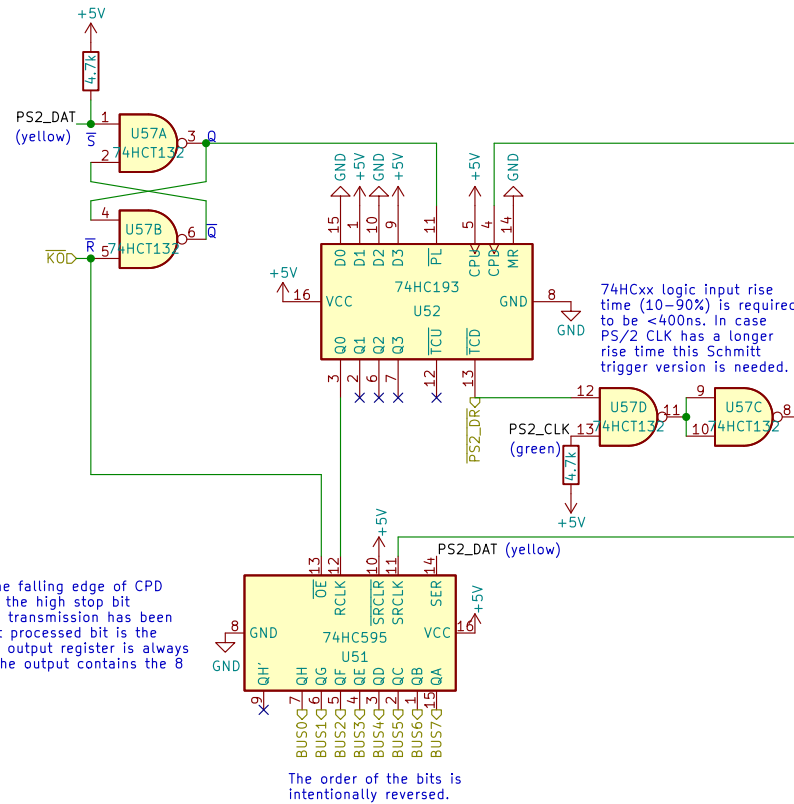 +5V
4.7k
PS2_DAT
(yellow)
1
S
2
U57A
74HCT132
3
Q
4
R
5
KO
U57B
74HCT132
6
Q
GND
+5V
GND
+5V
+5V
GND
15
1
10
9
11
5
4
14
D0
D1
D2
D3
PL
CPU
CPD
MR
+5V
16
VCC
74HC193
U52
GND
8
GND
Q0
Q1
Q2
Q3
TCU
TCD
3
2
6
7
12
13
PS2_DR
74HCxx logic input rise
time (10-90%) is required
to be <400ns. In case
PS/2 CLK has a longer
rise time this Schmitt
trigger version is needed.
12
PS2_CLK
13
(green)
U57D
74HCT132
11
9
10
U57C
74HCT132
8
4.7k
+5V
+5V
PS2_DAT (yellow)
13
12
10
11
14
OE
RCLK
SRCLR
SRCLK
SER
8
GND
GND
74HC595
U51
VCC
16
+5V
QH'
QH
QG
QF
QE
QD
QC
QB
QA
9
7
6
5
4
3
2
1
15
BUS0
BUS1
BUS2
BUS3
BUS4
BUS5
BUS6
BUS7
The order of the bits is
intentionally reversed.
falling edge of CPD
the high stop bit
transmission has been
processed bit is the
output register is always
output contains the 8